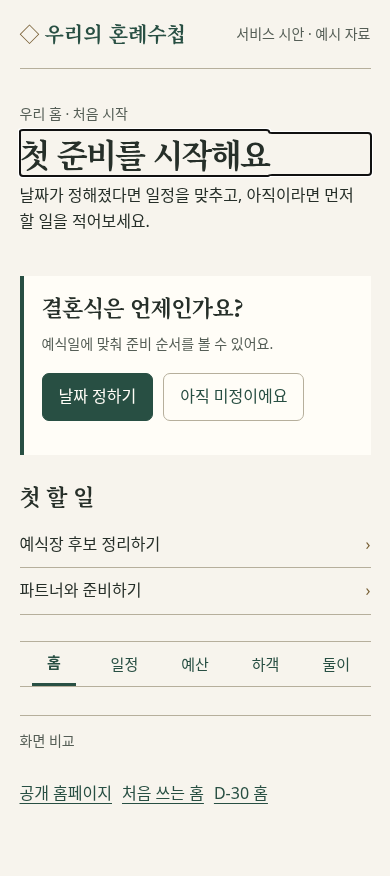 우리의 혼례수첩
서비스 시안 · 예시 자료
우리 홈 · 처음 시작
첫 준비를 시작해요
날짜가 정해졌다면 일정을 맞추고, 아직이라면 먼저
할 일을 적어보세요.
결혼식은 언제인가요?
예식일에 맞춰 준비 순서를 볼 수 있어요.
날짜 정하기
아직 미정이에요
첫 할 일
예식장 후보 정리하기 ›
파트너와 준비하기 ›
홈 일정 예산 하객 둘이
화면 비교
공개 홈페이지 처음 쓰는 홈 D-30 홈